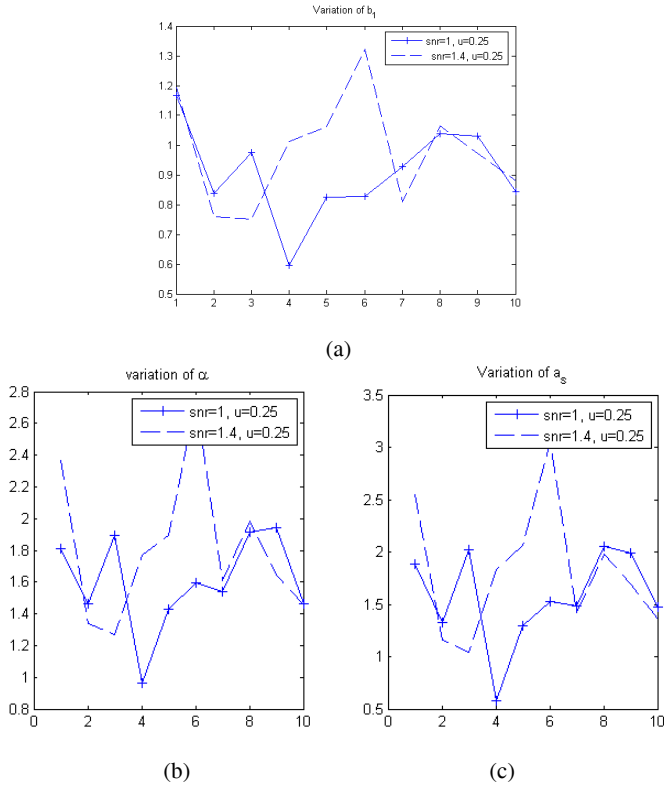 Variation of b1
1.4
1.3
1.2
1.1
1
0.9
0.8
0.7
0.6
0.5
snr=1, u=0.25
snr=1.4, u=0.25
1 2 3 4 5 6 7 8 9 10
(a)
variation of α
2.8
2.6
2.4
2.2
2
1.8
1.6
1.4
1.2
1
0.8
snr=1, u=0.25
snr=1.4, u=0.25
0 2 4 6 8 10
(b)
Variation of as
3.5
3
2.5
2
1.5
1
0.5
snr=1, u=0.25
snr=1.4, u=0.25
0 2 4 6 8 10
(c)